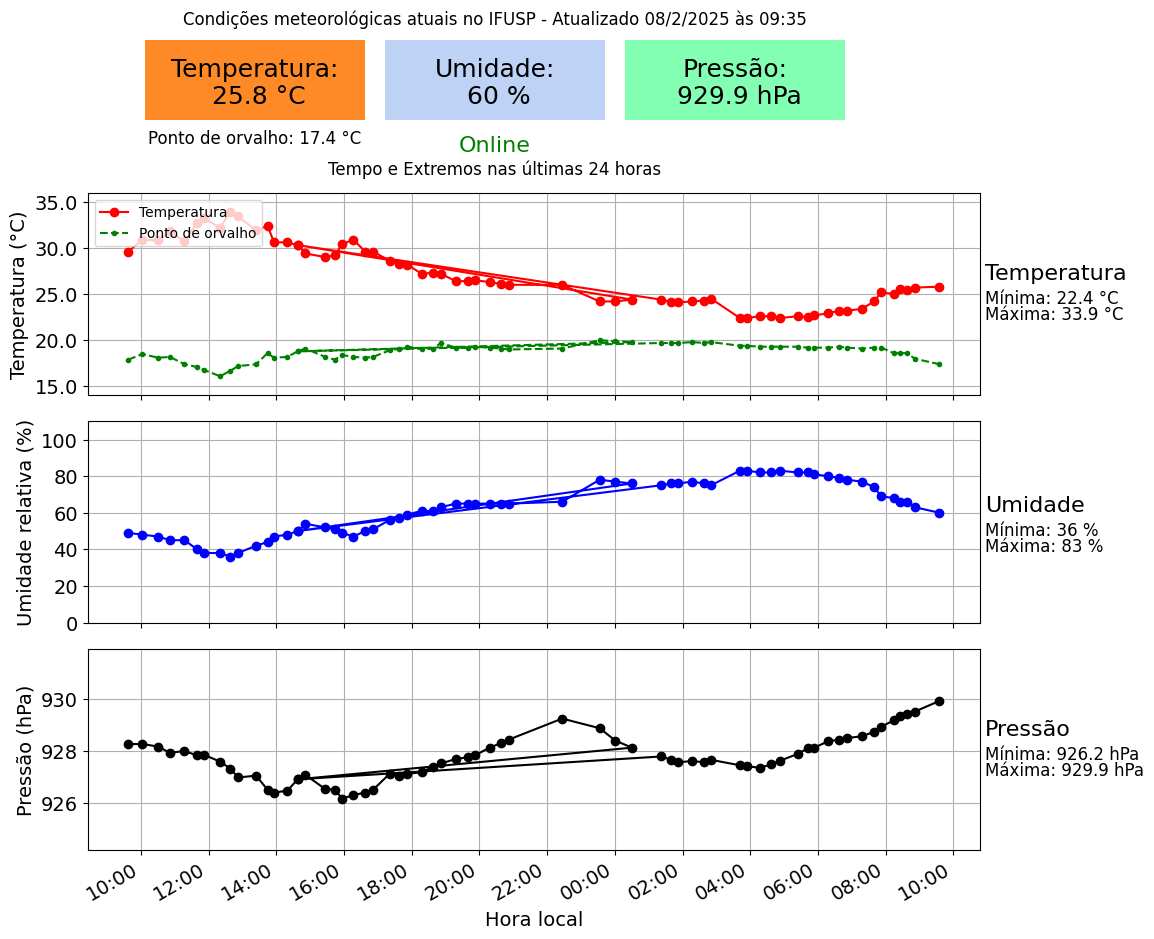 Condições meteorológicas atuais no IFUSP - Atualizado 08/2/2025 às 09:35
Temperatura:
25.8 °C
Umidade:
60 %
Pressão:
929.9 hPa
Ponto de orvalho: 17.4 °C
Online
Tempo e Extremos nas últimas 24 horas
Temperatura (°C)
35.0
30.0
25.0
20.0
15.0
Temperatura
Ponto de orvalho
Temperatura
Mínima: 22.4 °C
Máxima: 33.9 °C
Umidade relativa (%)
100
80
60
40
20
0
Umidade
Mínima: 36 %
Máxima: 83 %
Pressão (hPa)
930
928
926
Pressão
Mínima: 926.2 hPa
Máxima: 929.9 hPa
10:00
12:00
14:00
16:00
18:00
20:00
22:00
00:00
02:00
04:00
06:00
08:00
10:00
Hora local